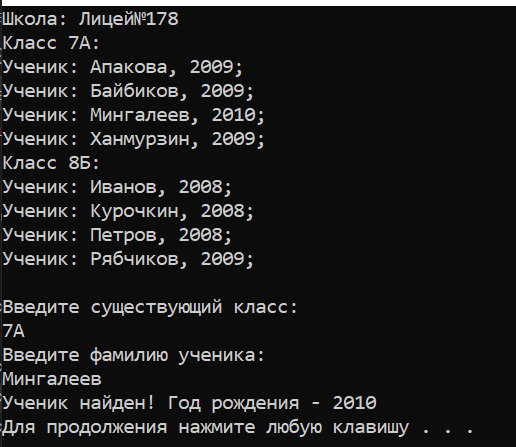 Школа: Лицей№178
Класс 7А:
Ученик: Апакова, 2009;
Ученик: Байбиков, 2009;
Ученик: Мингалеев, 2010;
Ученик: Ханмурзин, 2009;
Класс 8Б:
Ученик: Иванов, 2008;
Ученик: Курочкин, 2008;
Ученик: Петров, 2008;
Ученик: Рябчиков, 2009;
Введите существующий класс:
7А
Введите фамилию ученика:
Мингалеев
Ученик найден! Год рождения - 2010
Для продолжения нажмите любую клавишу . . .